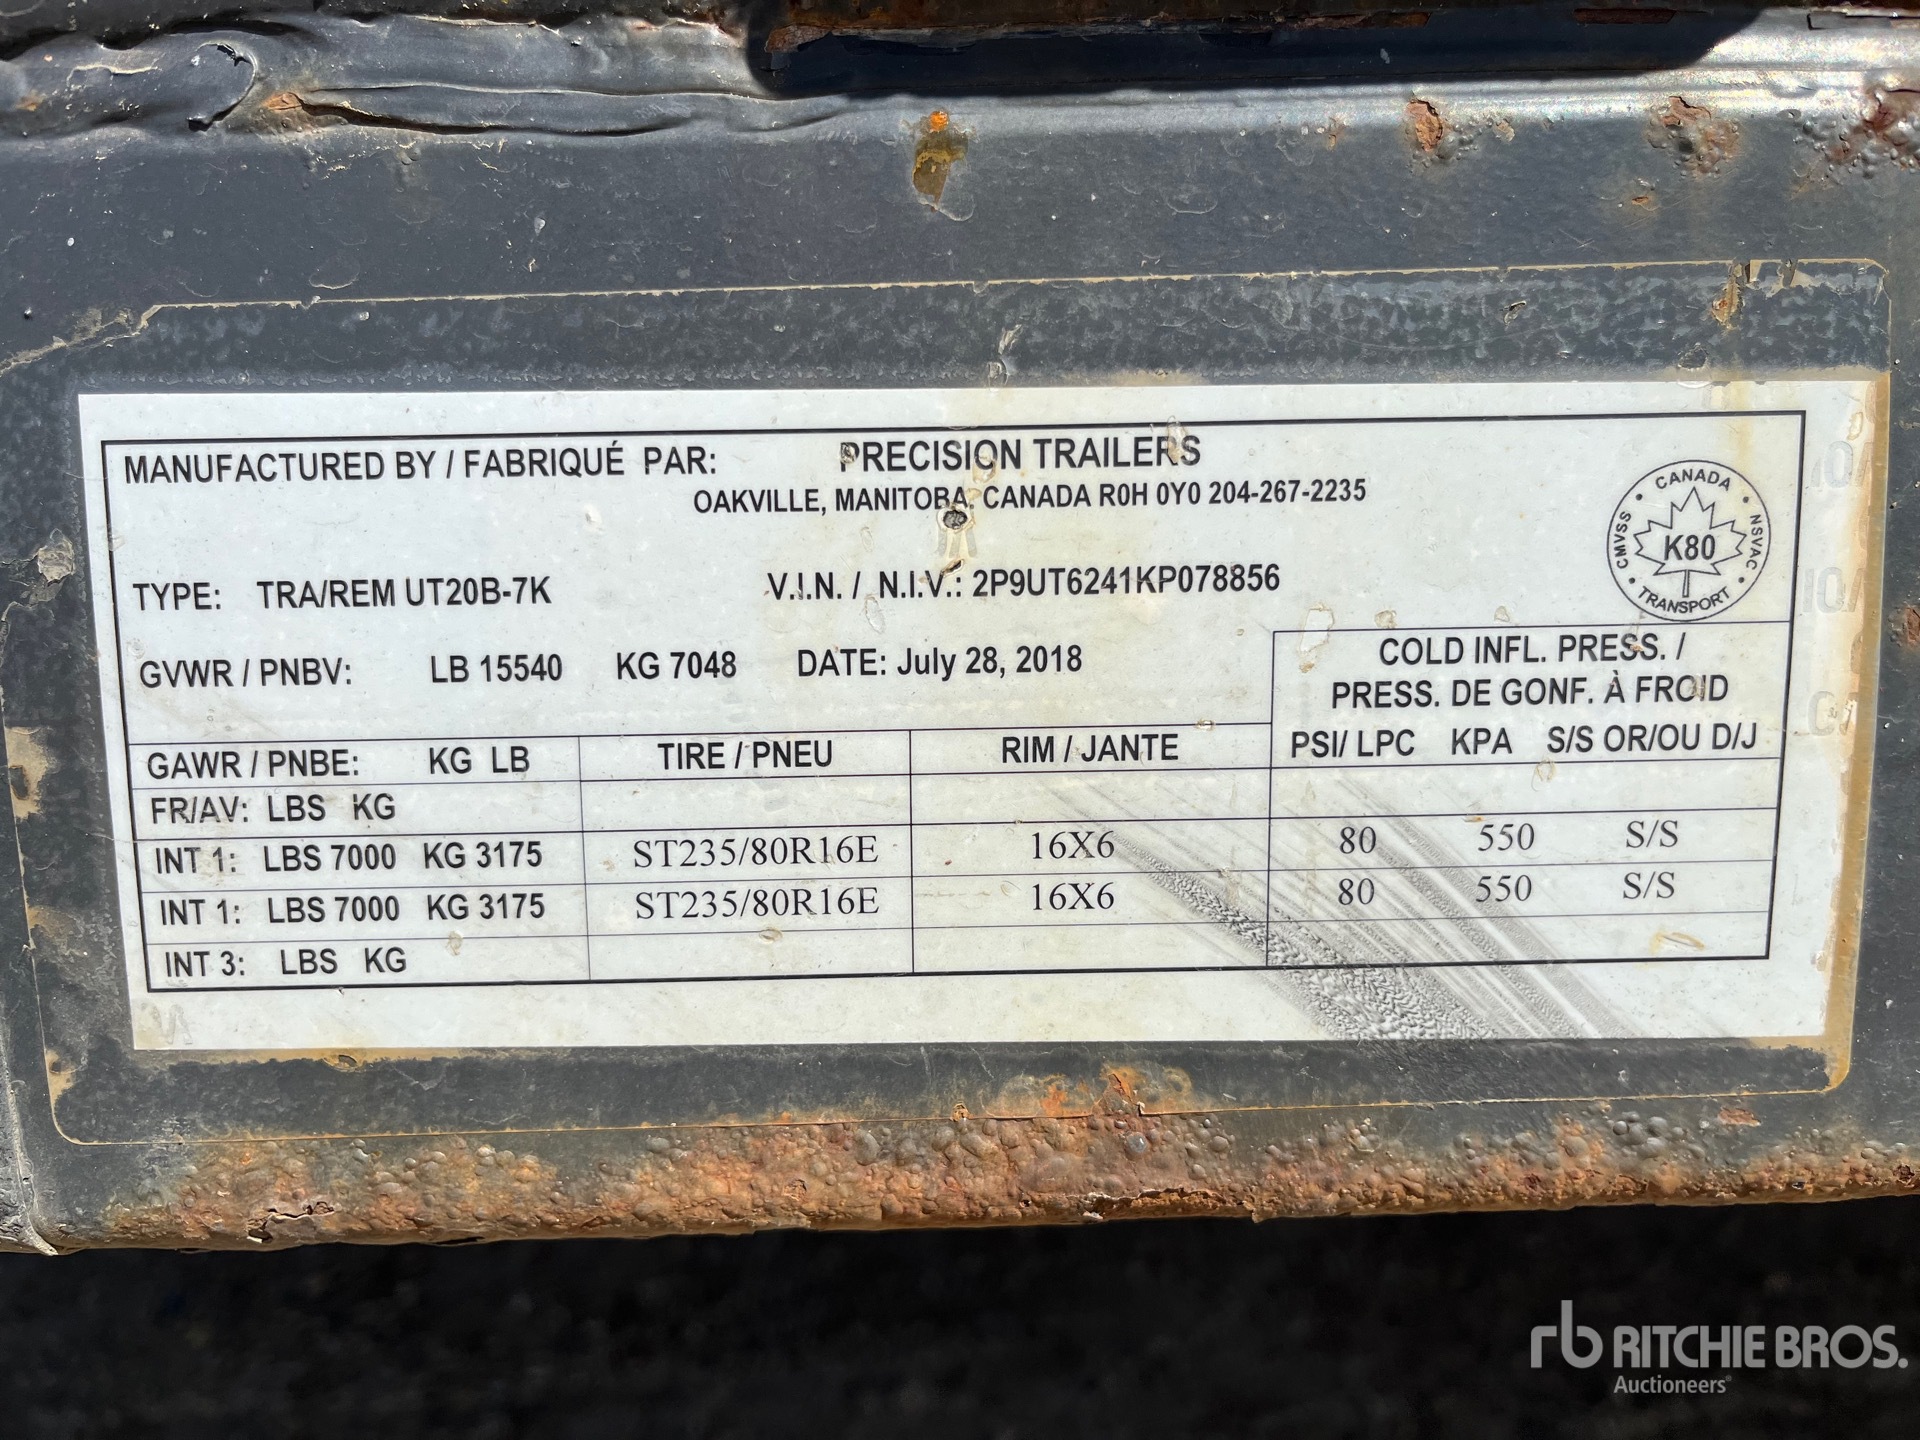 MANUFACTURED BY / FABRIQUÉ PAR: PRECISION TRAILERS
OAKVILLE, MANITOBA. CANADA R0H 0Y0 204-267-2235
CANADA
CMVSS K80 NSVAC
TRANSPORT
TYPE: TRA/REM UT20B-7K V.I.N. / N.I.V.: 2P9UT6241KP078856
GVWR / PNBV: LB 15540 KG 7048 DATE: July 28, 2018
COLD INFL. PRESS. /
PRESS. DE GONF. À FROID
GAWR / PNBE: KG LB TIRE / PNEU RIM / JANTE PSI/ LPC KPA S/S OR/OU D/J
FR/AV: LBS KG
INT 1: LBS 7000 KG 3175 ST235/80R16E 16X6 80 550 S/S
INT 1: LBS 7000 KG 3175 ST235/80R16E 16X6 80 550 S/S
INT 3: LBS KG
rb RITCHIE BROS.
Auctioneers